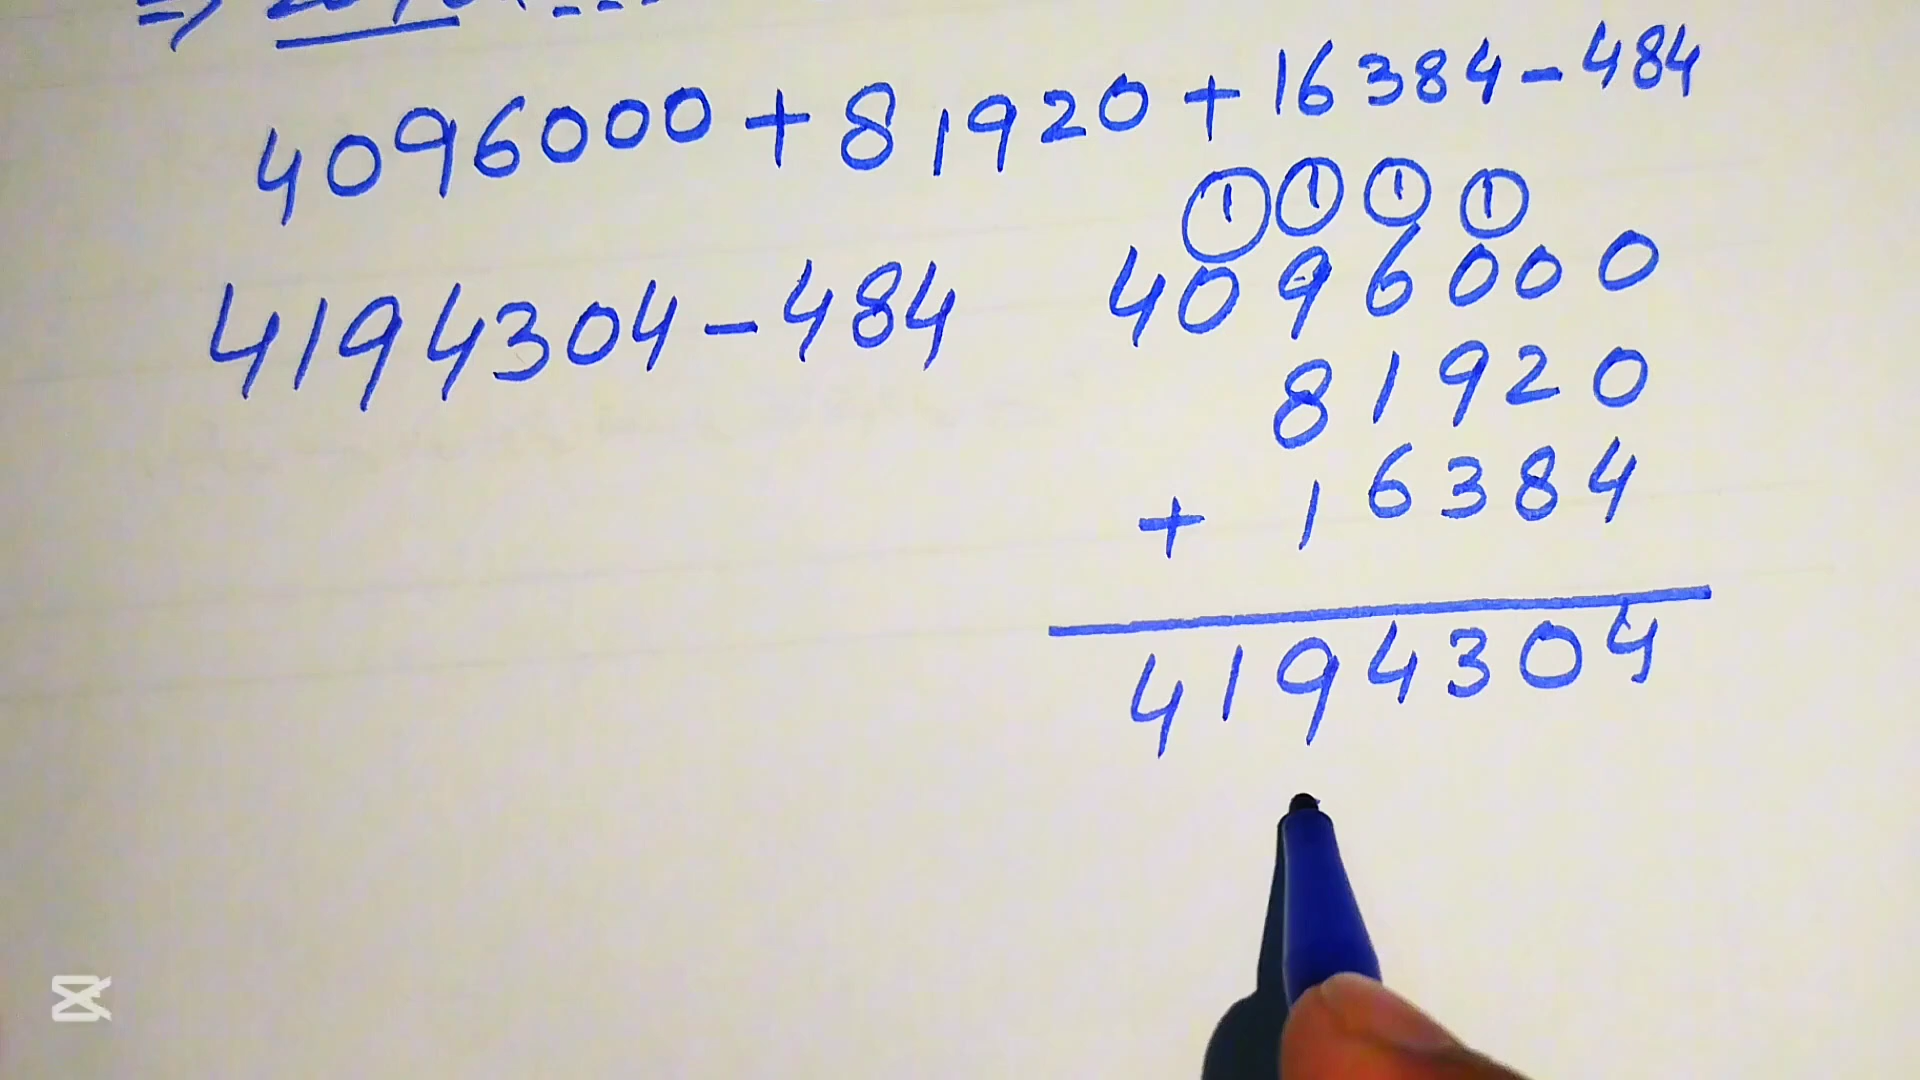 4096000 + 81920 + 16384 - 484
4194304 - 484
1 1 1 1
4096000
81920
+ 16384
4194304